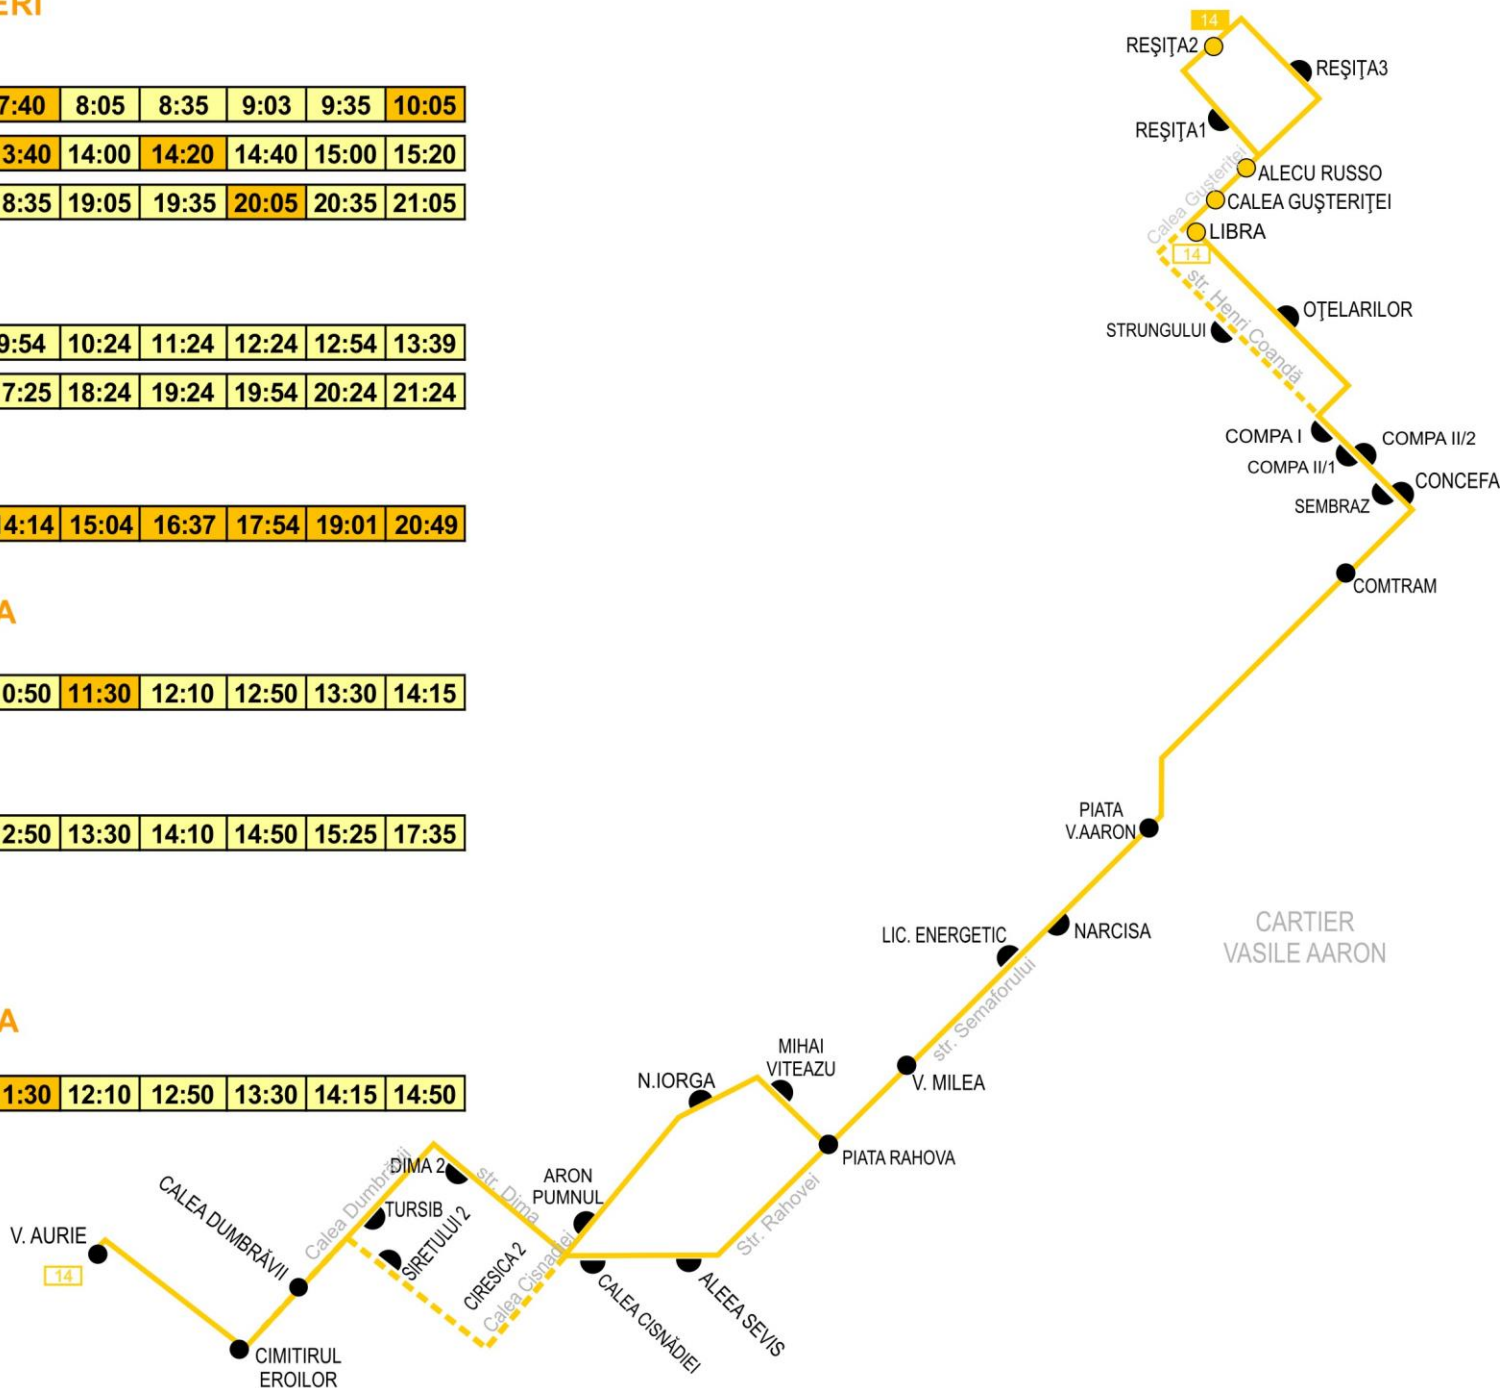 ERI
7:40 8:05 8:35 9:03 9:35 10:05
3:40 14:00 14:20 14:40 15:00 15:20
8:35 19:05 19:35 20:05 20:35 21:05
9:54 10:24 11:24 12:24 12:54 13:39
7:25 18:24 19:24 19:54 20:24 21:24
4:14 15:04 16:37 17:54 19:01 20:49
A
0:50 11:30 12:10 12:50 13:30 14:15
2:50 13:30 14:10 14:50 15:25 17:35
A
1:30 12:10 12:50 13:30 14:15 14:50
14
REŞIŢA2
REŞIŢA3
REŞIŢA1
Calea Guşteriţei
ALECU RUSSO
CALEA GUŞTERIŢEI
LIBRA
14
str. Henri Coandă
OŢELARILOR
STRUNGULUI
COMPA I
COMPA II/2
COMPA II/1
CONCEFA
SEMBRAZ
COMTRAM
PIATA
V.AARON
CARTIER
VASILE AARON
LIC. ENERGETIC
NARCISA
str. Semaforului
MIHAI
VITEAZU
N.IORGA
V. MILEA
PIATA RAHOVA
Str. Rahovei
ARON
PUMNUL
DIMA 2
str. Dima
Calea Dumbrăvii
TURSIB
SIRETULUI 2
CIRESICA 2
Calea Cisnadiei
CALEA CISNĂDIEI
ALEEA SEVIS
CALEA DUMBRĂVII
V. AURIE
14
CIMITIRUL
EROILOR